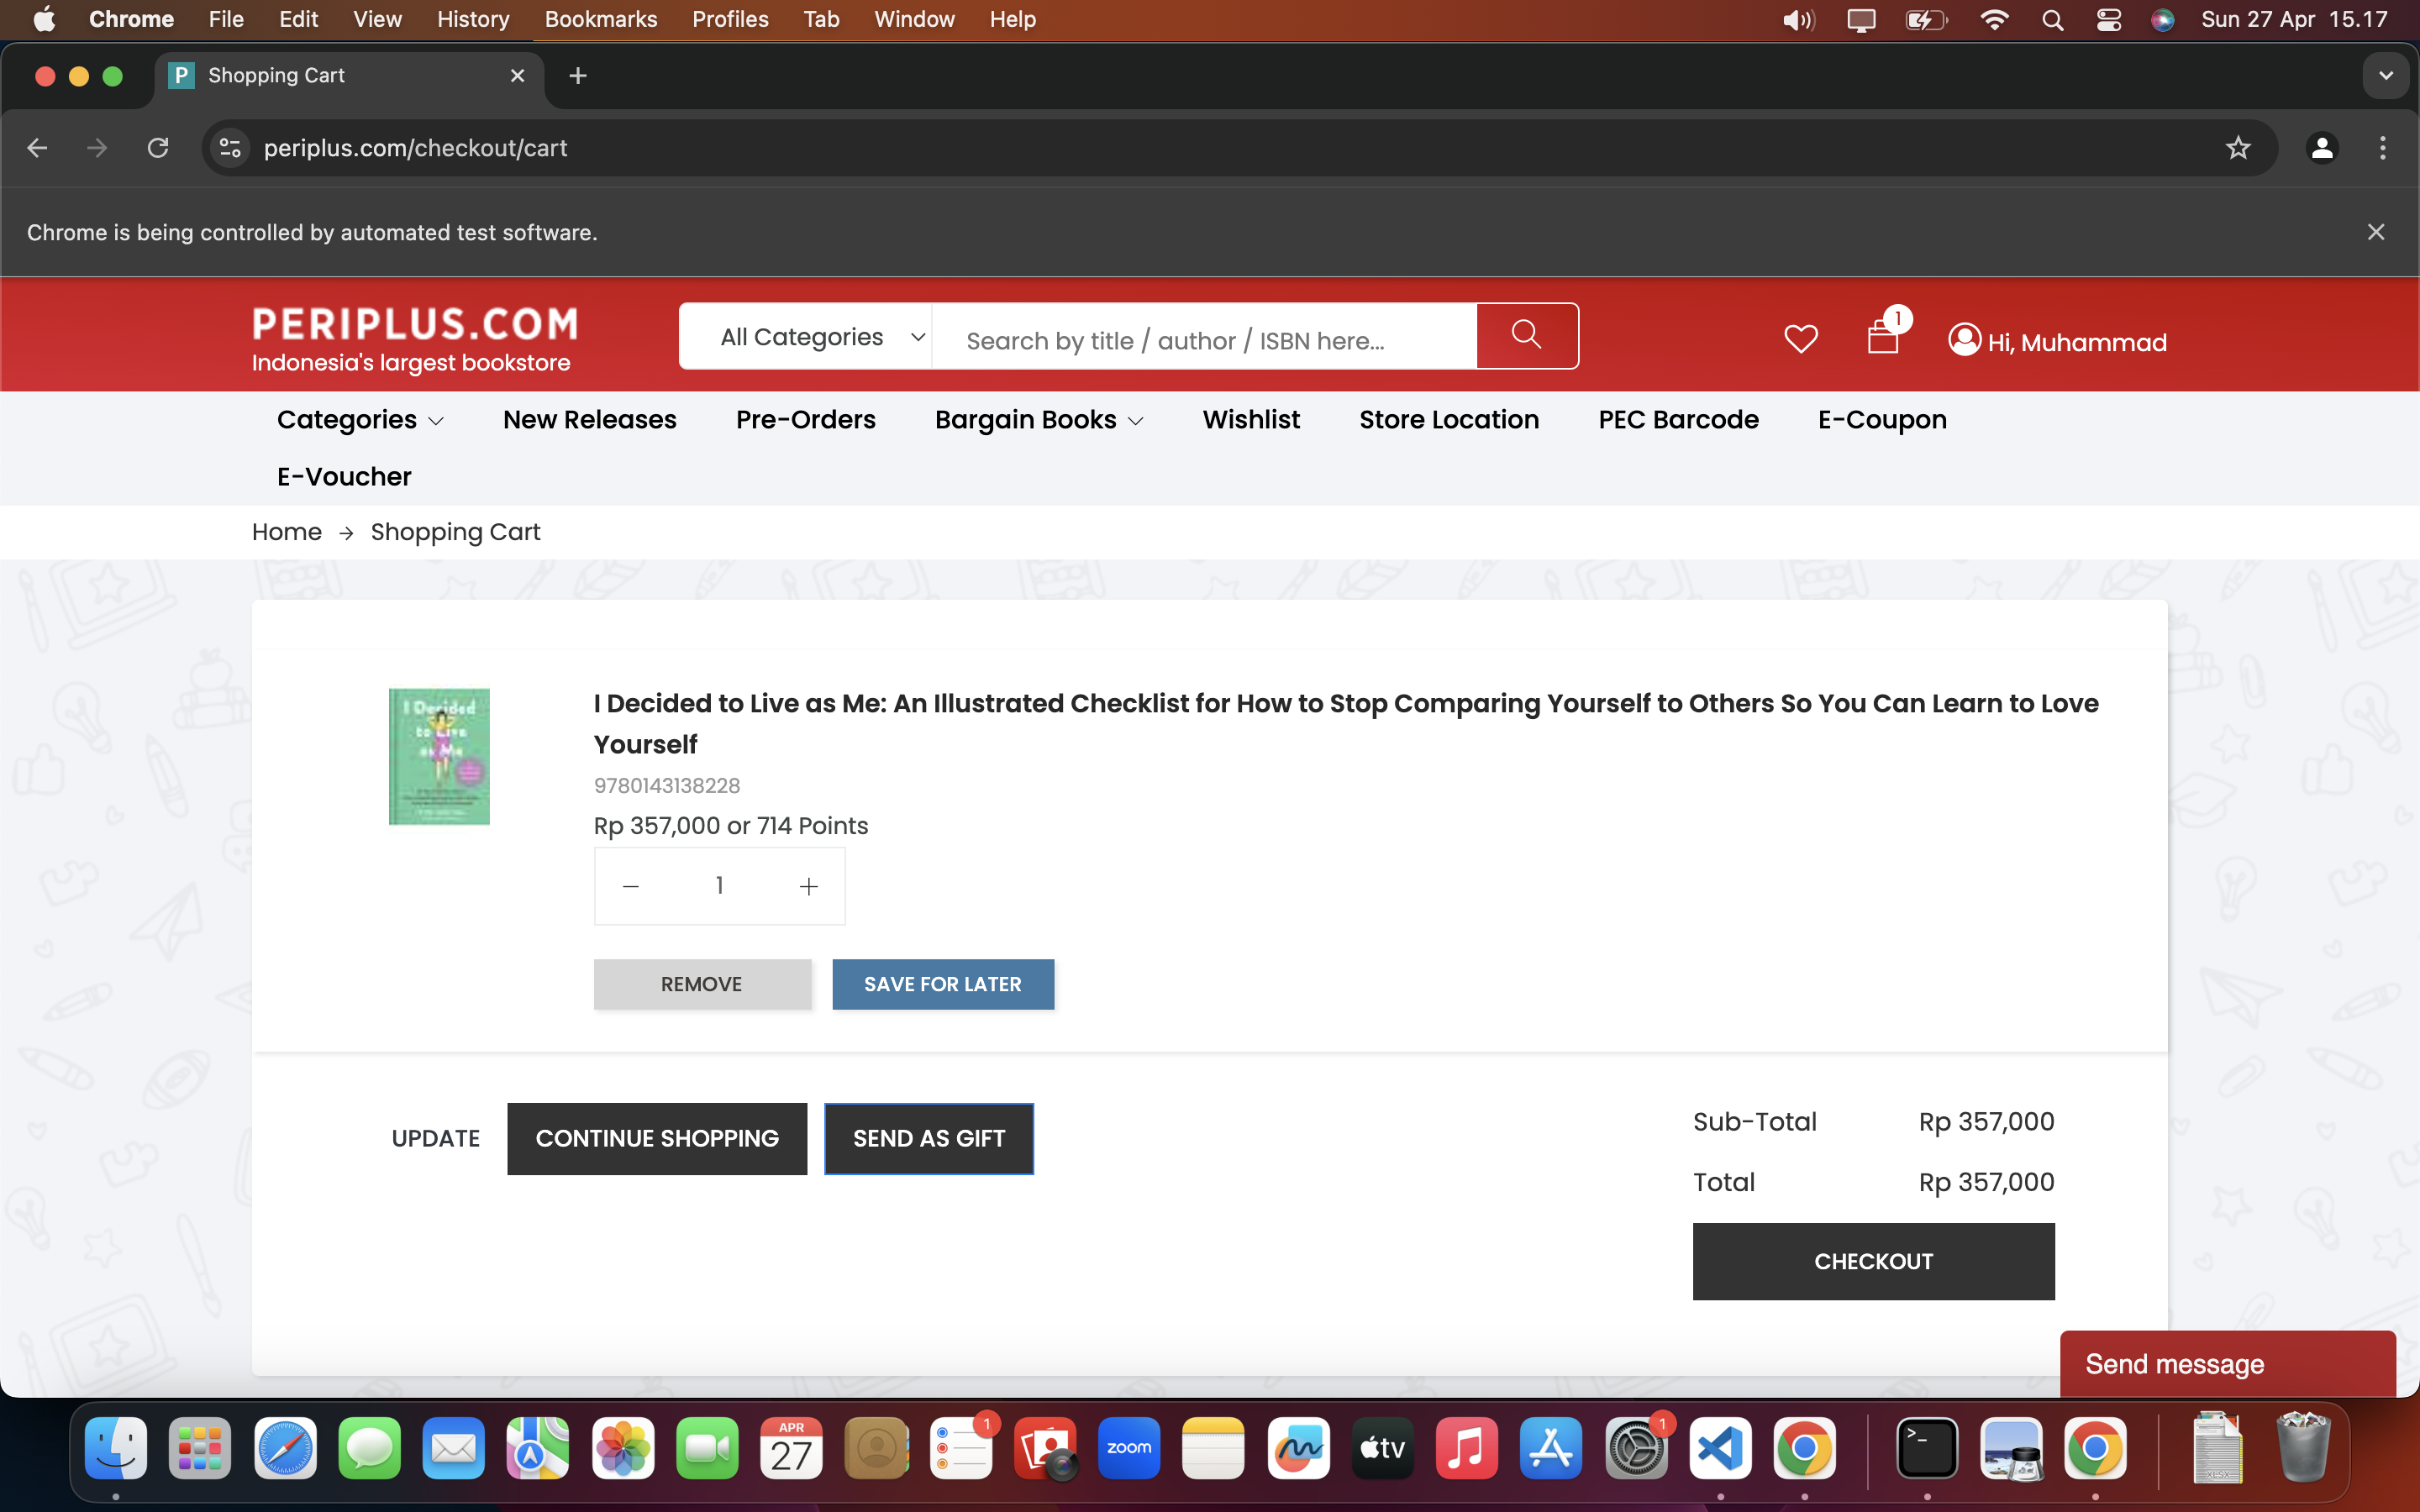 Chrome File Edit View History Bookmarks Profiles Tab Window Help Sun 27 Apr 15.17
P Shopping Cart
periplus.com/checkout/cart
Chrome is being controlled by automated test software.
PERIPLUS.COM
Indonesia's largest bookstore
All Categories Search by title / author / ISBN here... 1 Hi, Muhammad
Categories New Releases Pre-Orders Bargain Books Wishlist Store Location PEC Barcode E-Coupon
E-Voucher
Home → Shopping Cart
I Decided
to Live
as Me
I Decided to Live as Me: An Illustrated Checklist for How to Stop Comparing Yourself to Others So You Can Learn to Love
Yourself
9780143138228
Rp 357,000 or 714 Points
− 1 +
REMOVE SAVE FOR LATER
UPDATE CONTINUE SHOPPING SEND AS GIFT
Sub-Total Rp 357,000
Total Rp 357,000
CHECKOUT
Send message
APR
27
1
zoom
tv
1
>_
XLSX